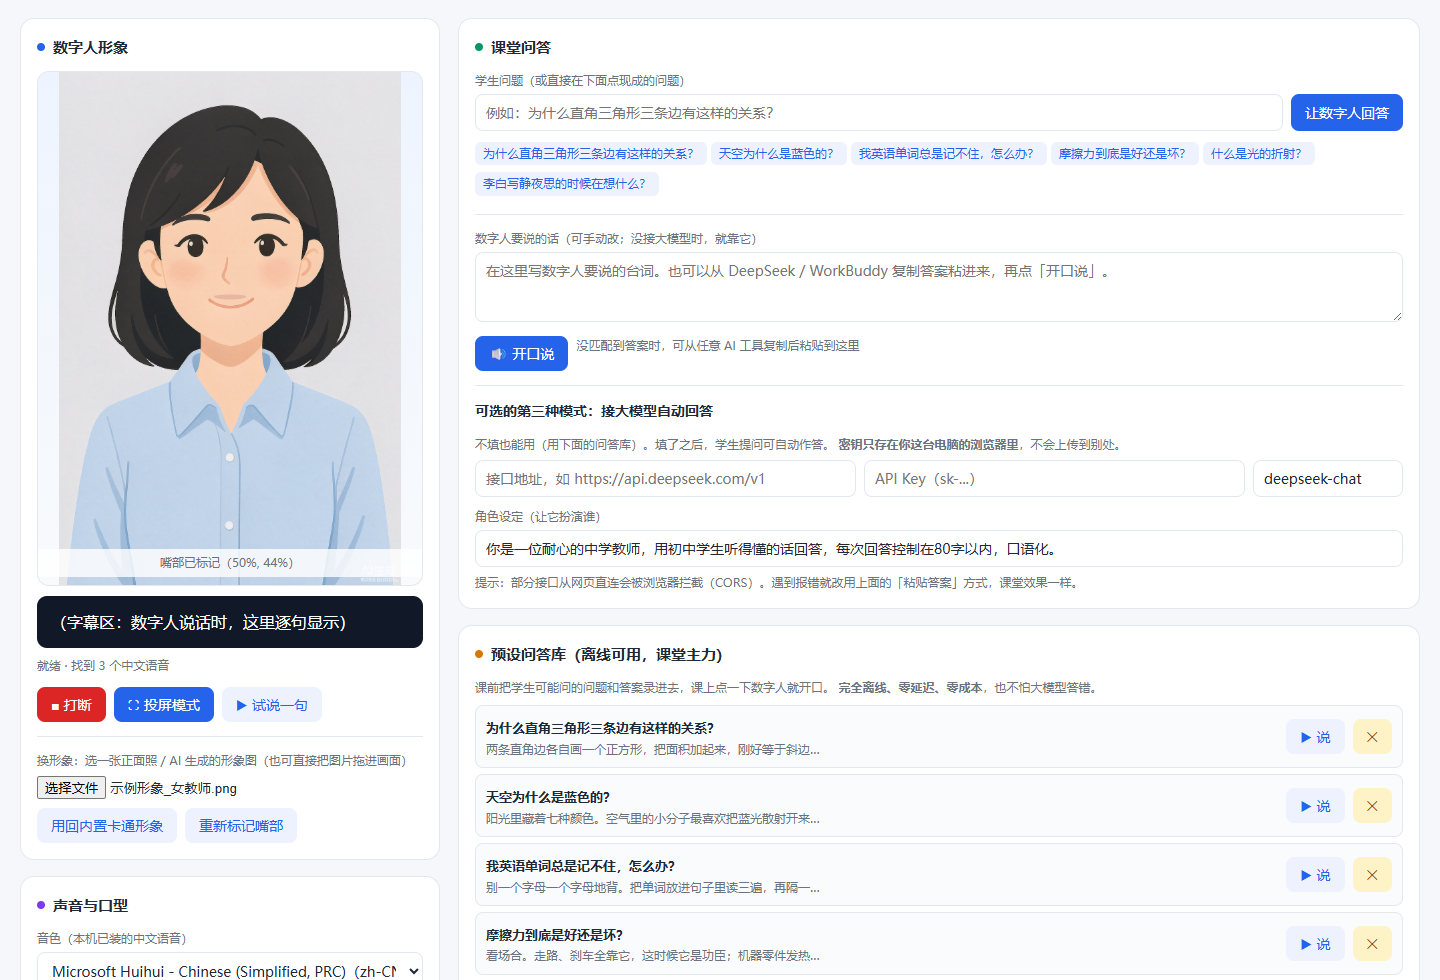 数字人形象
嘴部已标记（50%, 44%）
（字幕区：数字人说话时，这里逐句显示）
就绪 · 找到 3 个中文语音
■ 打断
⛶ 投屏模式
▶ 试说一句
换形象：选一张正面照 / AI 生成的形象图（也可直接把图片拖进画面）
选择文件 示例形象_女教师.png
用回内置卡通形象
重新标记嘴部
声音与口型
音色（本机已装的中文语音）
Microsoft Huihui - Chinese (Simplified, PRC)（zh-CN
课堂问答
学生问题（或直接在下面点现成的问题）
例如：为什么直角三角形三条边有这样的关系？
让数字人回答
为什么直角三角形三条边有这样的关系？
天空为什么是蓝色的？
我英语单词总是记不住，怎么办？
摩擦力到底是好还是坏？
什么是光的折射？
李白写静夜思的时候在想什么？
数字人要说的话（可手动改；没接大模型时，就靠它）
在这里写数字人要说的台词。也可以从 DeepSeek / WorkBuddy 复制答案粘进来，再点「开口说」。
🔊 开口说
没匹配到答案时，可从任意 AI 工具复制后粘贴到这里
可选的第三种模式：接大模型自动回答
不填也能用（用下面的问答库）。填了之后，学生提问可自动作答。 密钥只存在你这台电脑的浏览器里，不会上传到别处。
接口地址，如 https://api.deepseek.com/v1
API Key（sk-...）
deepseek-chat
角色设定（让它扮演谁）
你是一位耐心的中学教师，用初中学生听得懂的话回答，每次回答控制在80字以内，口语化。
提示：部分接口从网页直连会被浏览器拦截（CORS）。遇到报错就改用上面的「粘贴答案」方式，课堂效果一样。
预设问答库（离线可用，课堂主力）
课前把学生可能问的问题和答案录进去，课上点一下数字人就开口。 完全离线、零延迟、零成本，也不怕大模型答错。
为什么直角三角形三条边有这样的关系？
两条直角边各自画一个正方形，把面积加起来，刚好等于斜边...
▶ 说
✕
天空为什么是蓝色的？
阳光里藏着七种颜色。空气里的小分子最喜欢把蓝光散射开来...
▶ 说
✕
我英语单词总是记不住，怎么办？
别一个字母一个字母地背。把单词放进句子里读三遍，再隔一...
▶ 说
✕
摩擦力到底是好还是坏？
看场合。走路、刹车全靠它，这时候它是功臣；机器零件发热...
▶ 说
✕